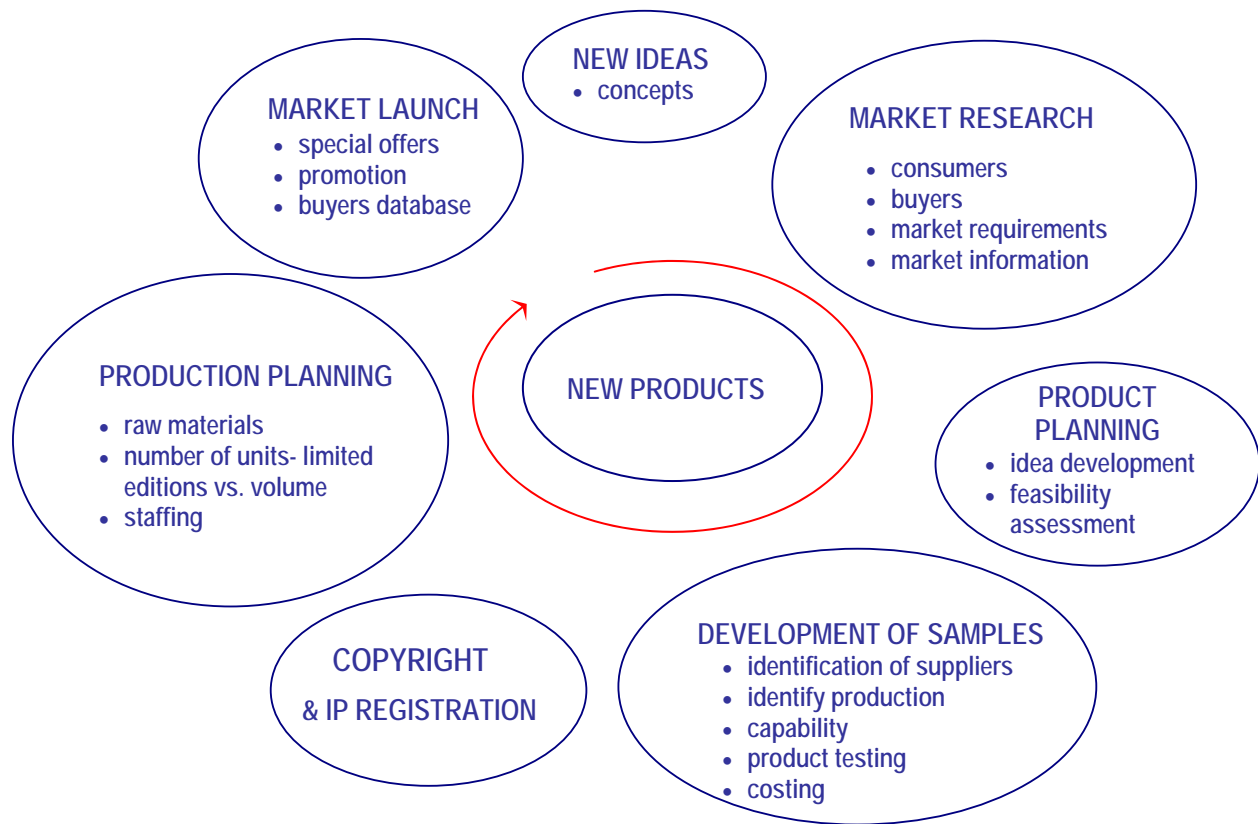 NEW IDEAS
• concepts
MARKET RESEARCH
• consumers
• buyers
• market requirements
• market information
PRODUCT
PLANNING
• idea development
• feasibility
assessment
DEVELOPMENT OF SAMPLES
• identification of suppliers
• identify production
• capability
• product testing
• costing
COPYRIGHT
& IP REGISTRATION
PRODUCTION PLANNING
• raw materials
• number of units- limited
editions vs. volume
• staffing
MARKET LAUNCH
• special offers
• promotion
• buyers database
NEW PRODUCTS